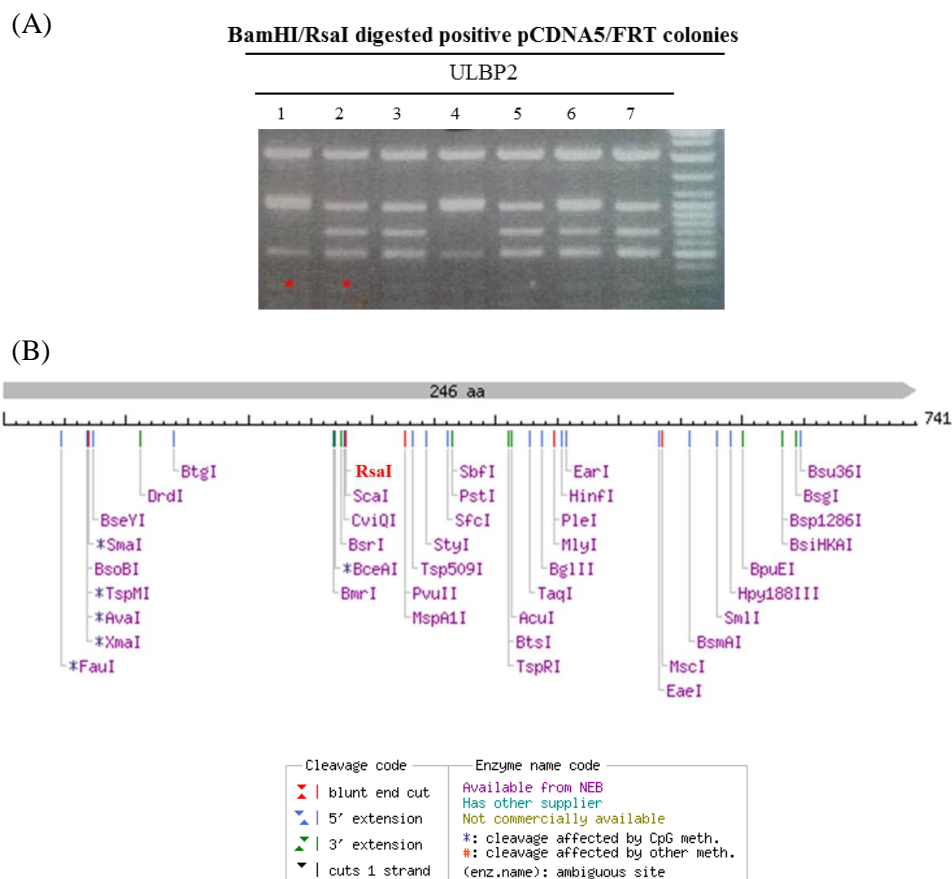 (A)
BamHI/RsaI digested positive pCDNA5/FRT colonies
ULBP2
1 2 3 4 5 6 7
* *
(B)
246 aa
741
BtgI RsaI SbfI EarI Bsu36I
DrdI ScaI PstI HinfI BsgI
BseYI CviQI SfcI PleI Bsp1286I
*SmaI BsrI StyI MlyI BsiHKAI
BsoBI *BceAI Tsp509I BglII BpuEI
*TspMI BmrI PvuII TaqI Hpy188III
*AvaI MspA1I AcuI SmlI
*XmaI BtsI BsmAI
*FauI TspRI MscI
EaeI
Cleavage code
blunt end cut
5' extension
3' extension
cuts 1 strand
Enzyme name code
Available from NEB
Has other supplier
Not commercially available
*: cleavage affected by CpG meth.
#: cleavage affected by other meth.
(enz.name): ambiguous site